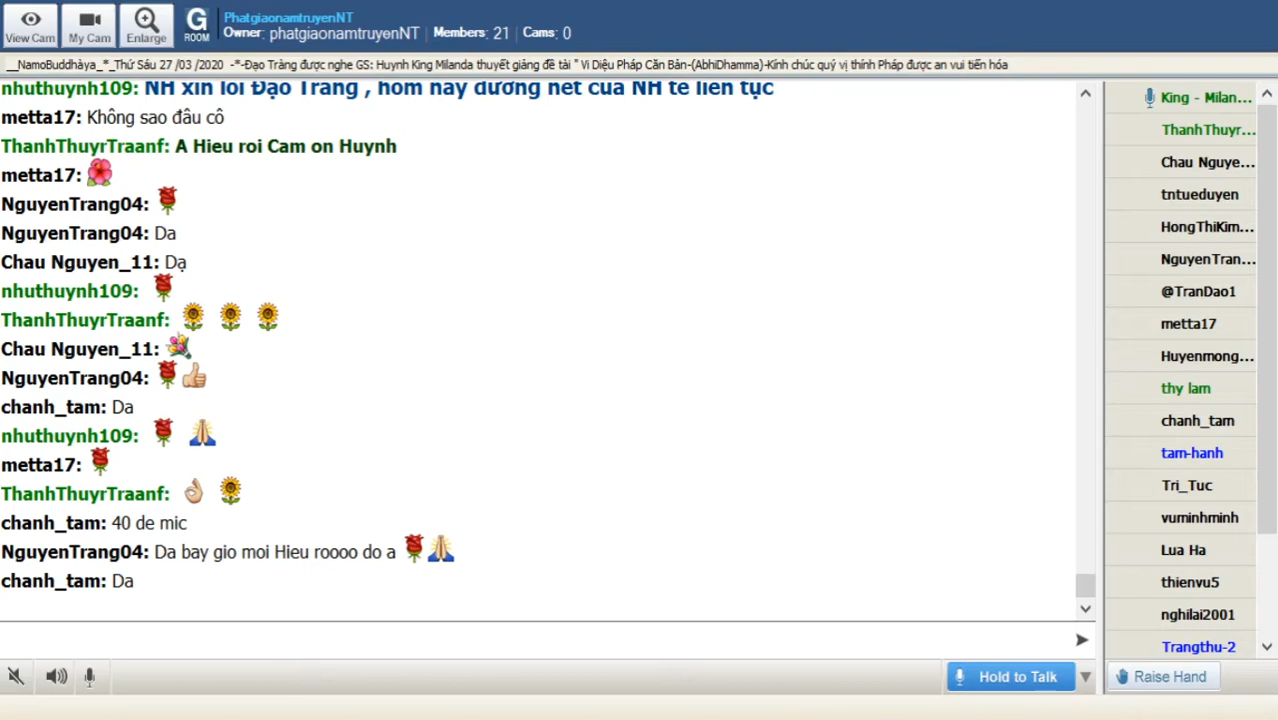 View Cam
My Cam
Enlarge
G
ROOM
PhatgiaonamtruyenNT
Owner: phatgiaonamtruyenNT | Members: 21 | Cams: 0
__NamoBuddhàya_*_Thứ Sáu 27 /03 /2020 -*-Đạo Tràng được nghe GS: Huynh King Milanda thuyết giảng đề tài " Vi Diệu Pháp Căn Bản-(AbhiDhamma)-Kính chúc quý vị thính Pháp được an vui tiến hóa
nhuthuynh109: NH xin lỗi Đạo Tràng , hôm nay đường nét của NH te liên tục
metta17: Không sao đâu cô
ThanhThuyrTraanf: A Hieu roi Cam on Huynh
metta17:
NguyenTrang04:
NguyenTrang04: Da
Chau Nguyen_11: Dạ
nhuthuynh109:
ThanhThuyrTraanf:
Chau Nguyen_11:
NguyenTrang04:
chanh_tam: Da
nhuthuynh109:
metta17:
ThanhThuyrTraanf:
chanh_tam: 40 de mic
NguyenTrang04: Da bay gio moi Hieu roooo do a
chanh_tam: Da
King - Milan...
ThanhThuyr...
Chau Nguye...
tntueduyen
HongThiKim...
NguyenTran...
@TranDao1
metta17
Huyenmong...
thy lam
chanh_tam
tam-hanh
Tri_Tuc
vuminhminh
Lua Ha
thienvu5
nghilai2001
Trangthu-2
Hold to Talk
Raise Hand